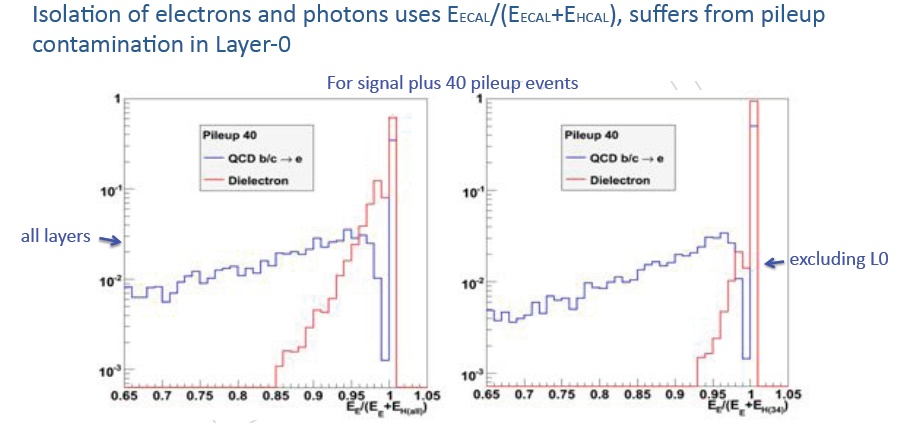 Isolation of electrons and photons uses EECAL/(EECAL+EHCAL), suffers from pileup
contamination in Layer-0
For signal plus 40 pileup events
1
10-1
10-2
10-3
Pileup 40
QCD b/c → e
Dielectron
all layers
0.65 0.7 0.75 0.8 0.85 0.9 0.95 1 1.05
EE/(EE+EH(all))
1
10-1
10-2
10-3
Pileup 40
QCD b/c → e
Dielectron
excluding L0
0.65 0.7 0.75 0.8 0.85 0.9 0.95 1 1.05
EE/(EE+EH(34))